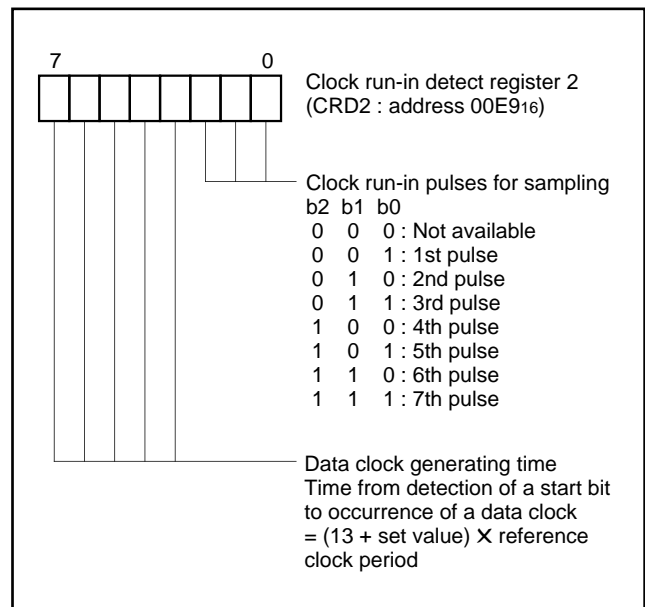 7 0
Clock run-in detect register 2
(CRD2 : address 00E916)
Clock run-in pulses for sampling
b2 b1 b0
0 0 0 : Not available
0 0 1 : 1st pulse
0 1 0 : 2nd pulse
0 1 1 : 3rd pulse
1 0 0 : 4th pulse
1 0 1 : 5th pulse
1 1 0 : 6th pulse
1 1 1 : 7th pulse
Data clock generating time
Time from detection of a start bit
to occurrence of a data clock
= (13 + set value) ✕ reference
clock period